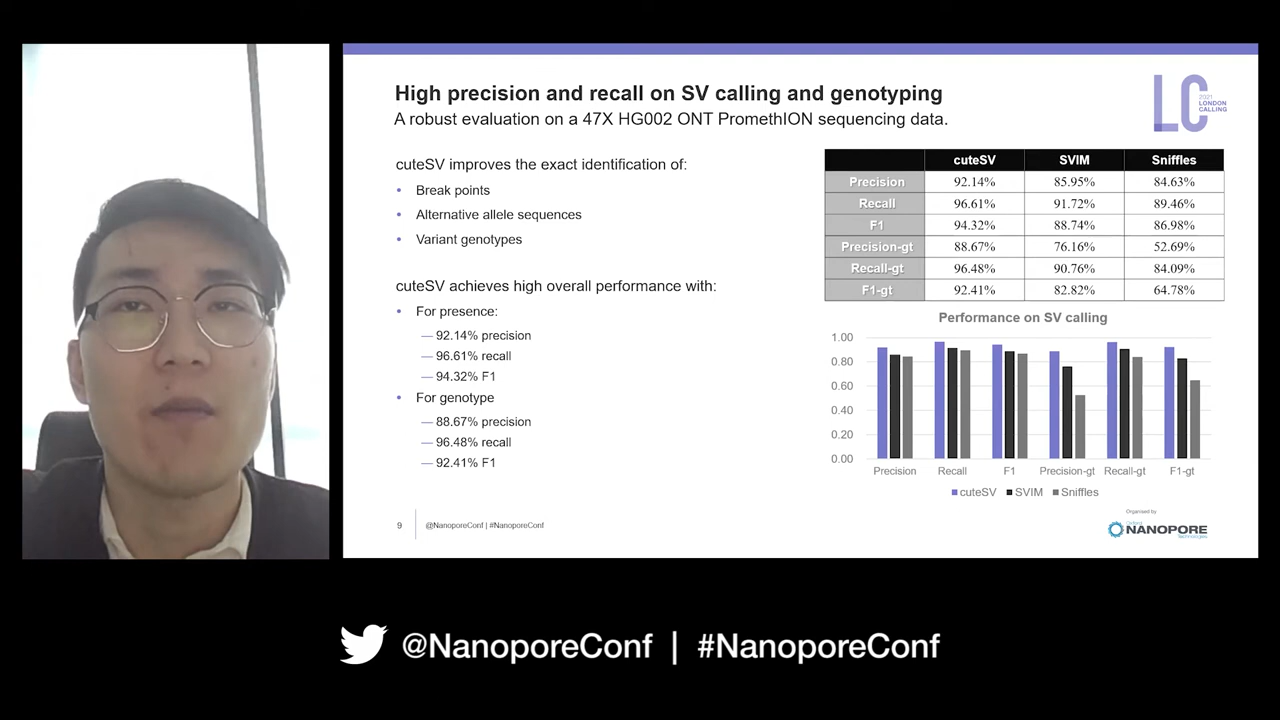 High precision and recall on SV calling and genotyping
A robust evaluation on a 47X HG002 ONT PromethION sequencing data.
LC
2021
LONDON
CALLING
cuteSV improves the exact identification of:
• Break points
• Alternative allele sequences
• Variant genotypes
cuteSV achieves high overall performance with:
• For presence:
— 92.14% precision
— 96.61% recall
— 94.32% F1
• For genotype
— 88.67% precision
— 96.48% recall
— 92.41% F1
cuteSV SVIM Sniffles
Precision 92.14% 85.95% 84.63%
Recall 96.61% 91.72% 89.46%
F1 94.32% 88.74% 86.98%
Precision-gt 88.67% 76.16% 52.69%
Recall-gt 96.48% 90.76% 84.09%
F1-gt 92.41% 82.82% 64.78%
Performance on SV calling
1.00
0.80
0.60
0.40
0.20
0.00
Precision Recall F1 Precision-gt Recall-gt F1-gt
cuteSV SVIM Sniffles
9 @NanoporeConf | #NanoporeConf
Organised by
Oxford
NANOPORE
Technologies
@NanoporeConf | #NanoporeConf